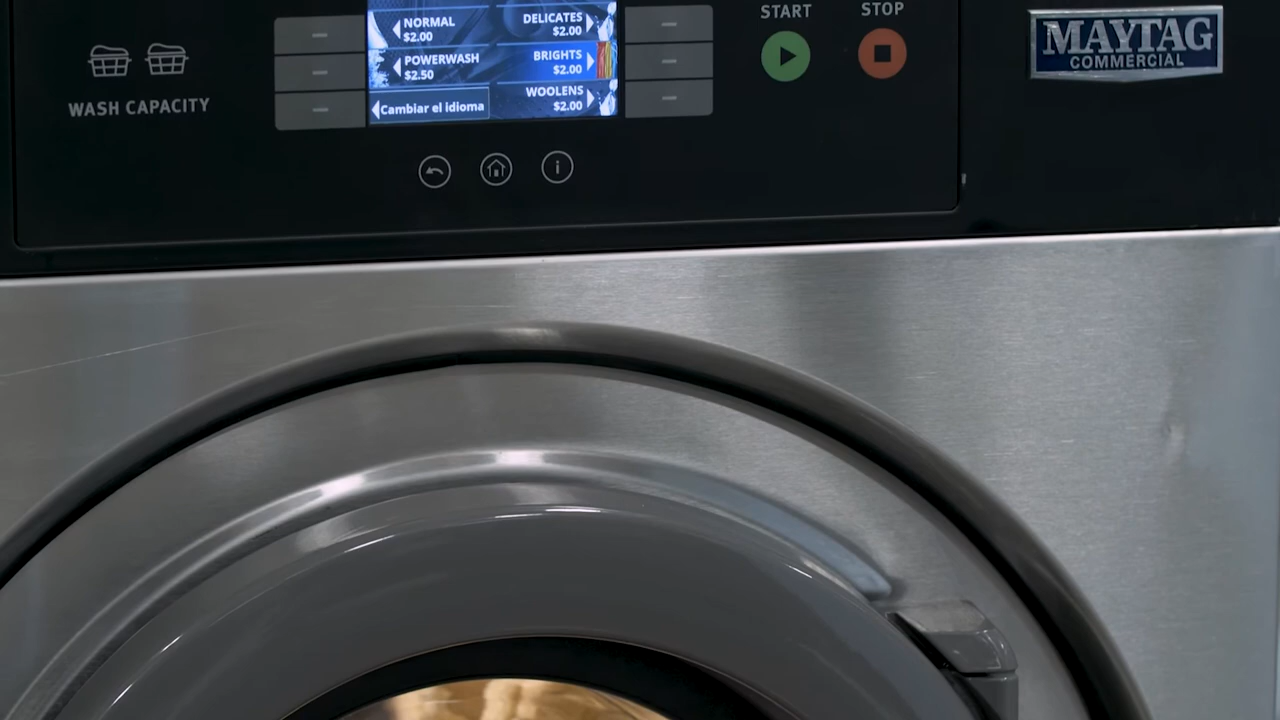 NORMAL
$2.00
DELICATES
$2.00
POWERWASH
$2.50
BRIGHTS
$2.00
Cambiar el idioma
WOOLENS
$2.00
WASH CAPACITY
START
STOP
MAYTAG
COMMERCIAL
i